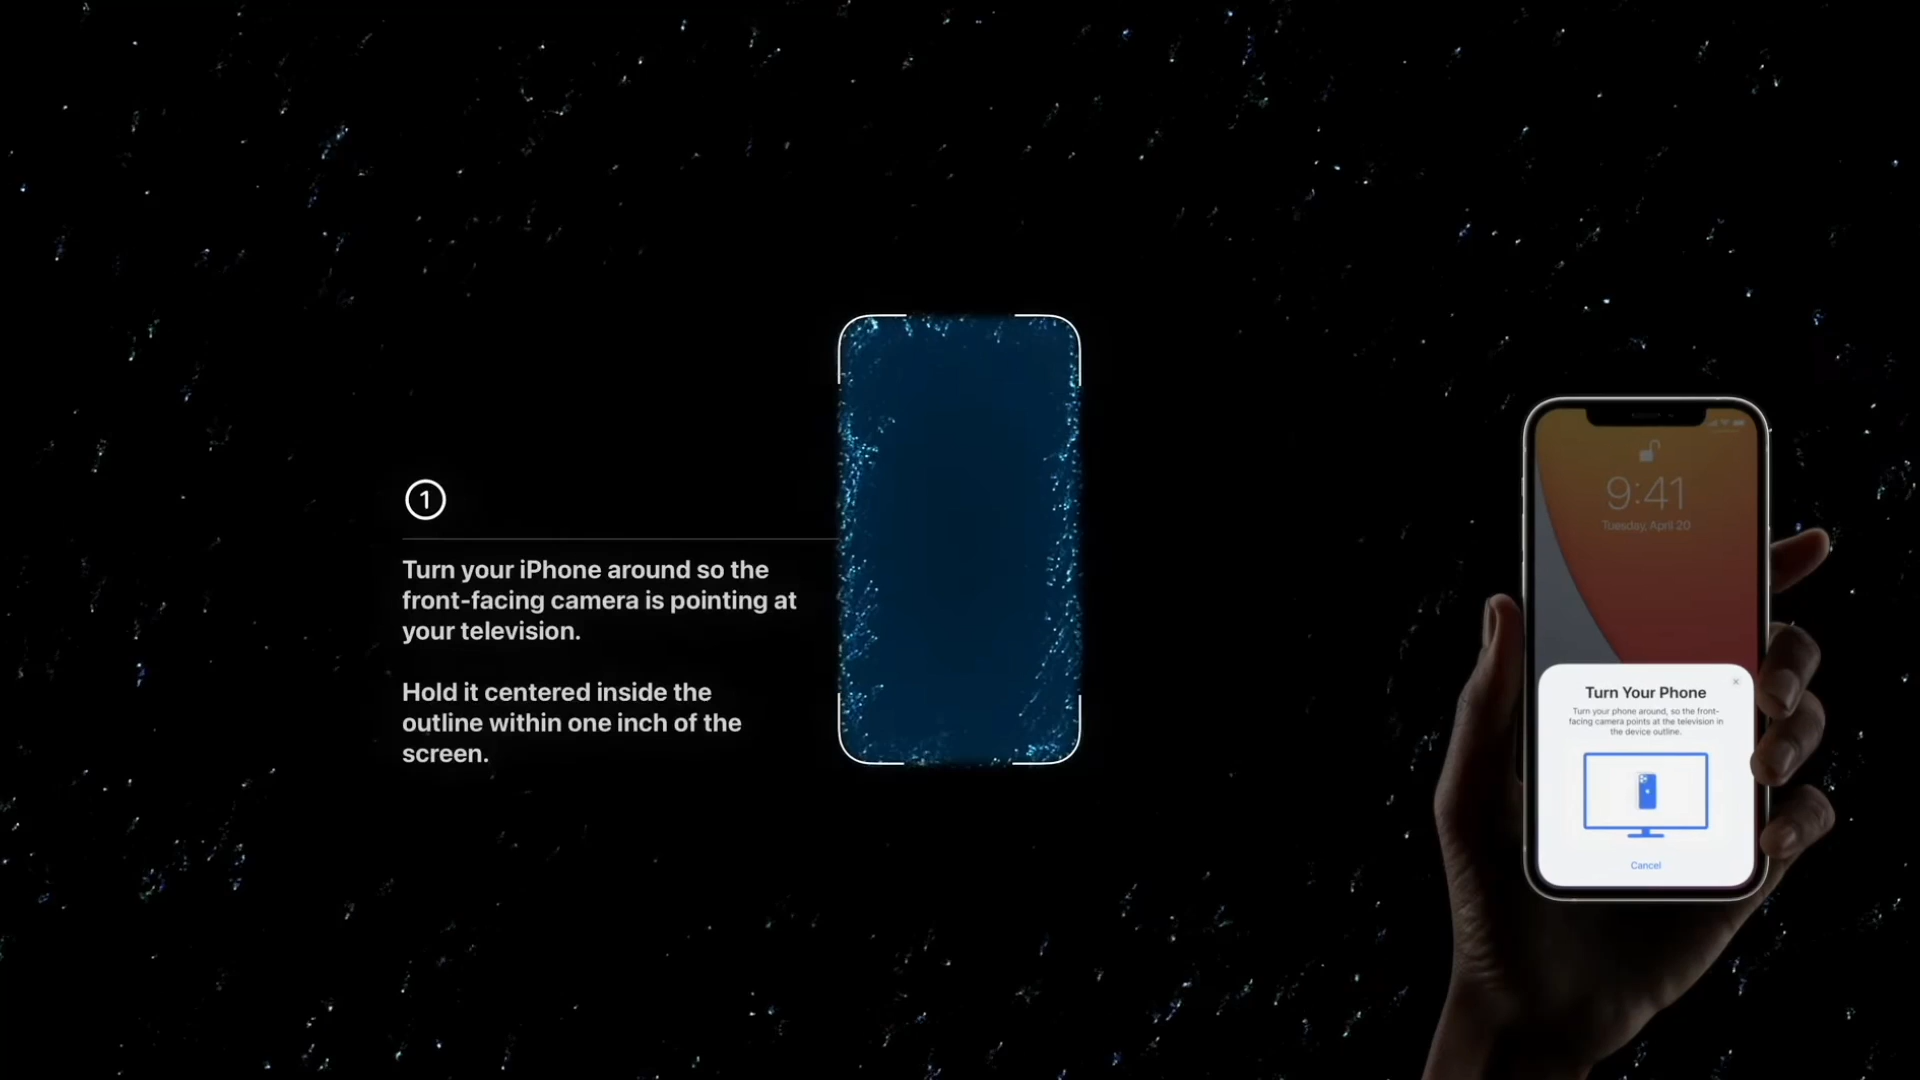 1
Turn your iPhone around so the
front-facing camera is pointing at
your television.
Hold it centered inside the
outline within one inch of the
screen.
9:41
Tuesday, April 20
Turn Your Phone
Turn your phone around, so the front-
facing camera points at the television in
the device outline.
Cancel